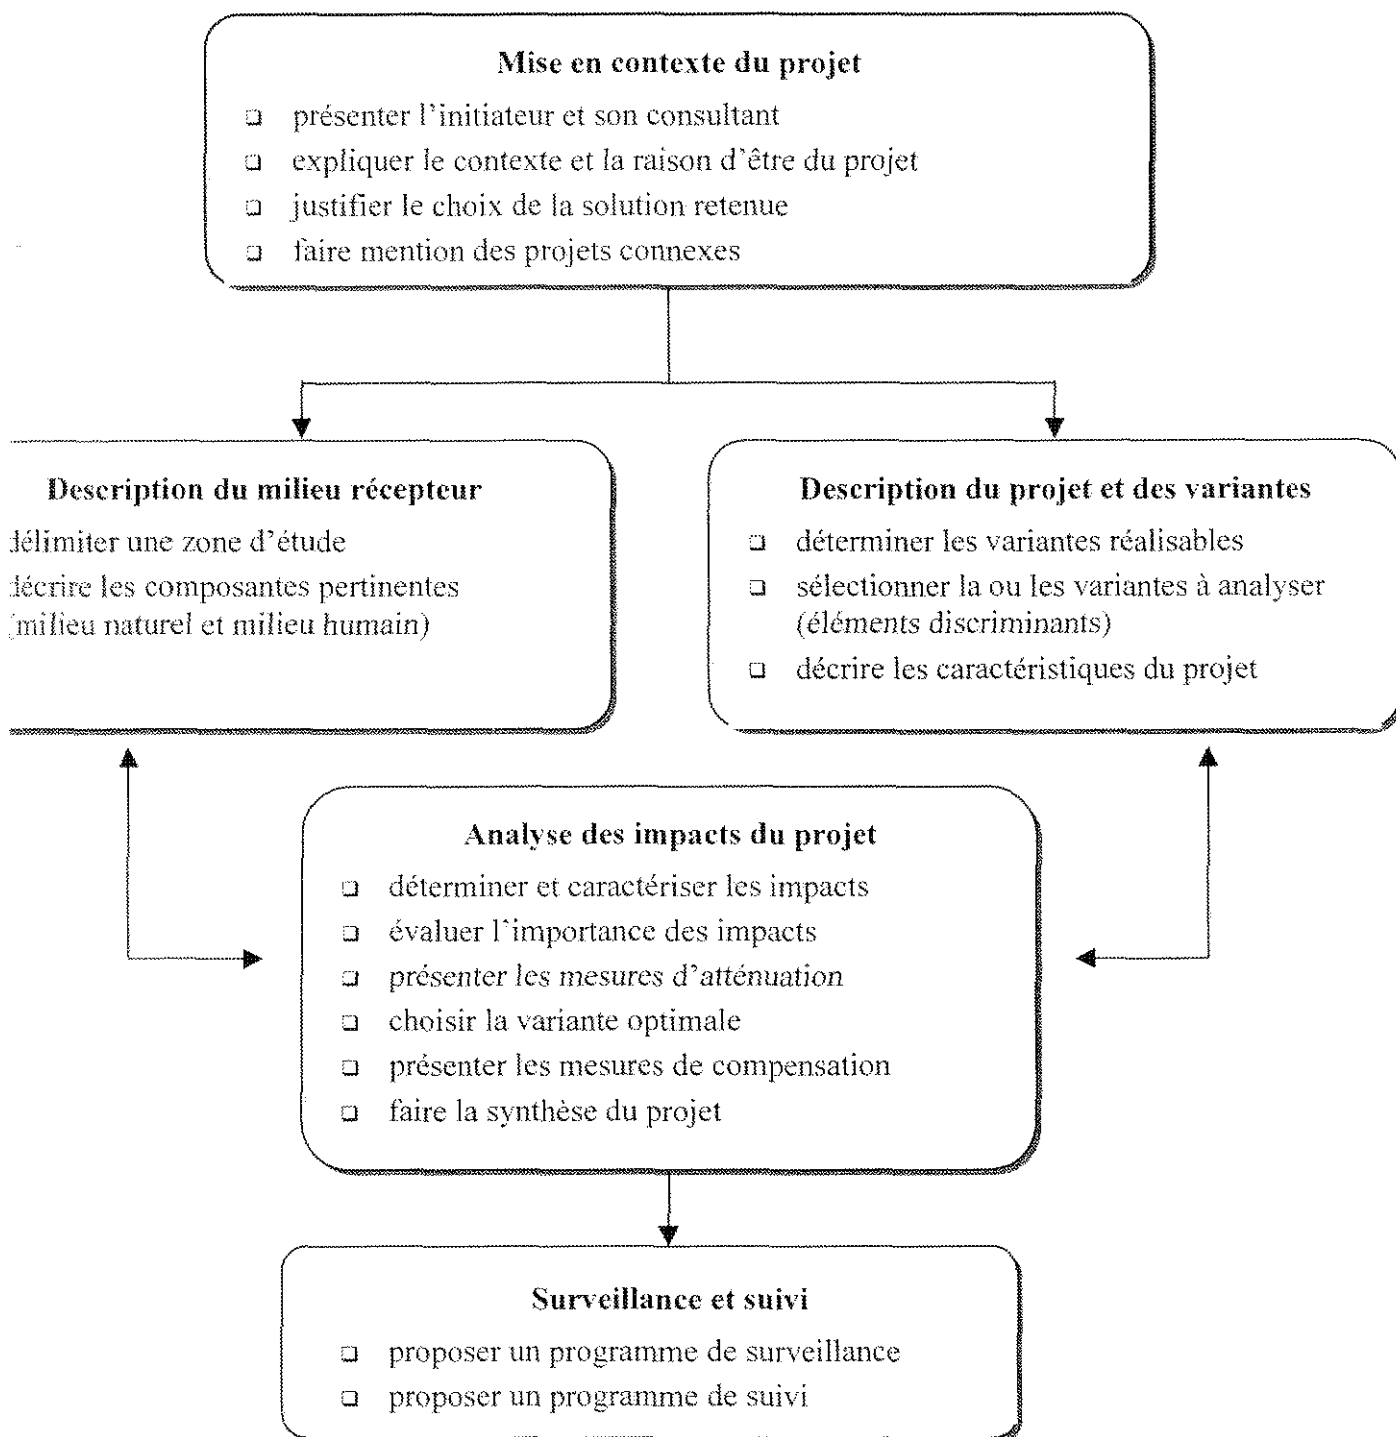 Mise en contexte du projet
❑ présenter l'initiateur et son consultant
❑ expliquer le contexte et la raison d'être du projet
❑ justifier le choix de la solution retenue
❑ faire mention des projets connexes
Description du milieu récepteur
délimiter une zone d'étude
décrire les composantes pertinentes
(milieu naturel et milieu humain)
Description du projet et des variantes
❑ déterminer les variantes réalisables
❑ sélectionner la ou les variantes à analyser
(éléments discriminants)
❑ décrire les caractéristiques du projet
Analyse des impacts du projet
❑ déterminer et caractériser les impacts
❑ évaluer l'importance des impacts
❑ présenter les mesures d'atténuation
❑ choisir la variante optimale
❑ présenter les mesures de compensation
❑ faire la synthèse du projet
Surveillance et suivi
❑ proposer un programme de surveillance
❑ proposer un programme de suivi